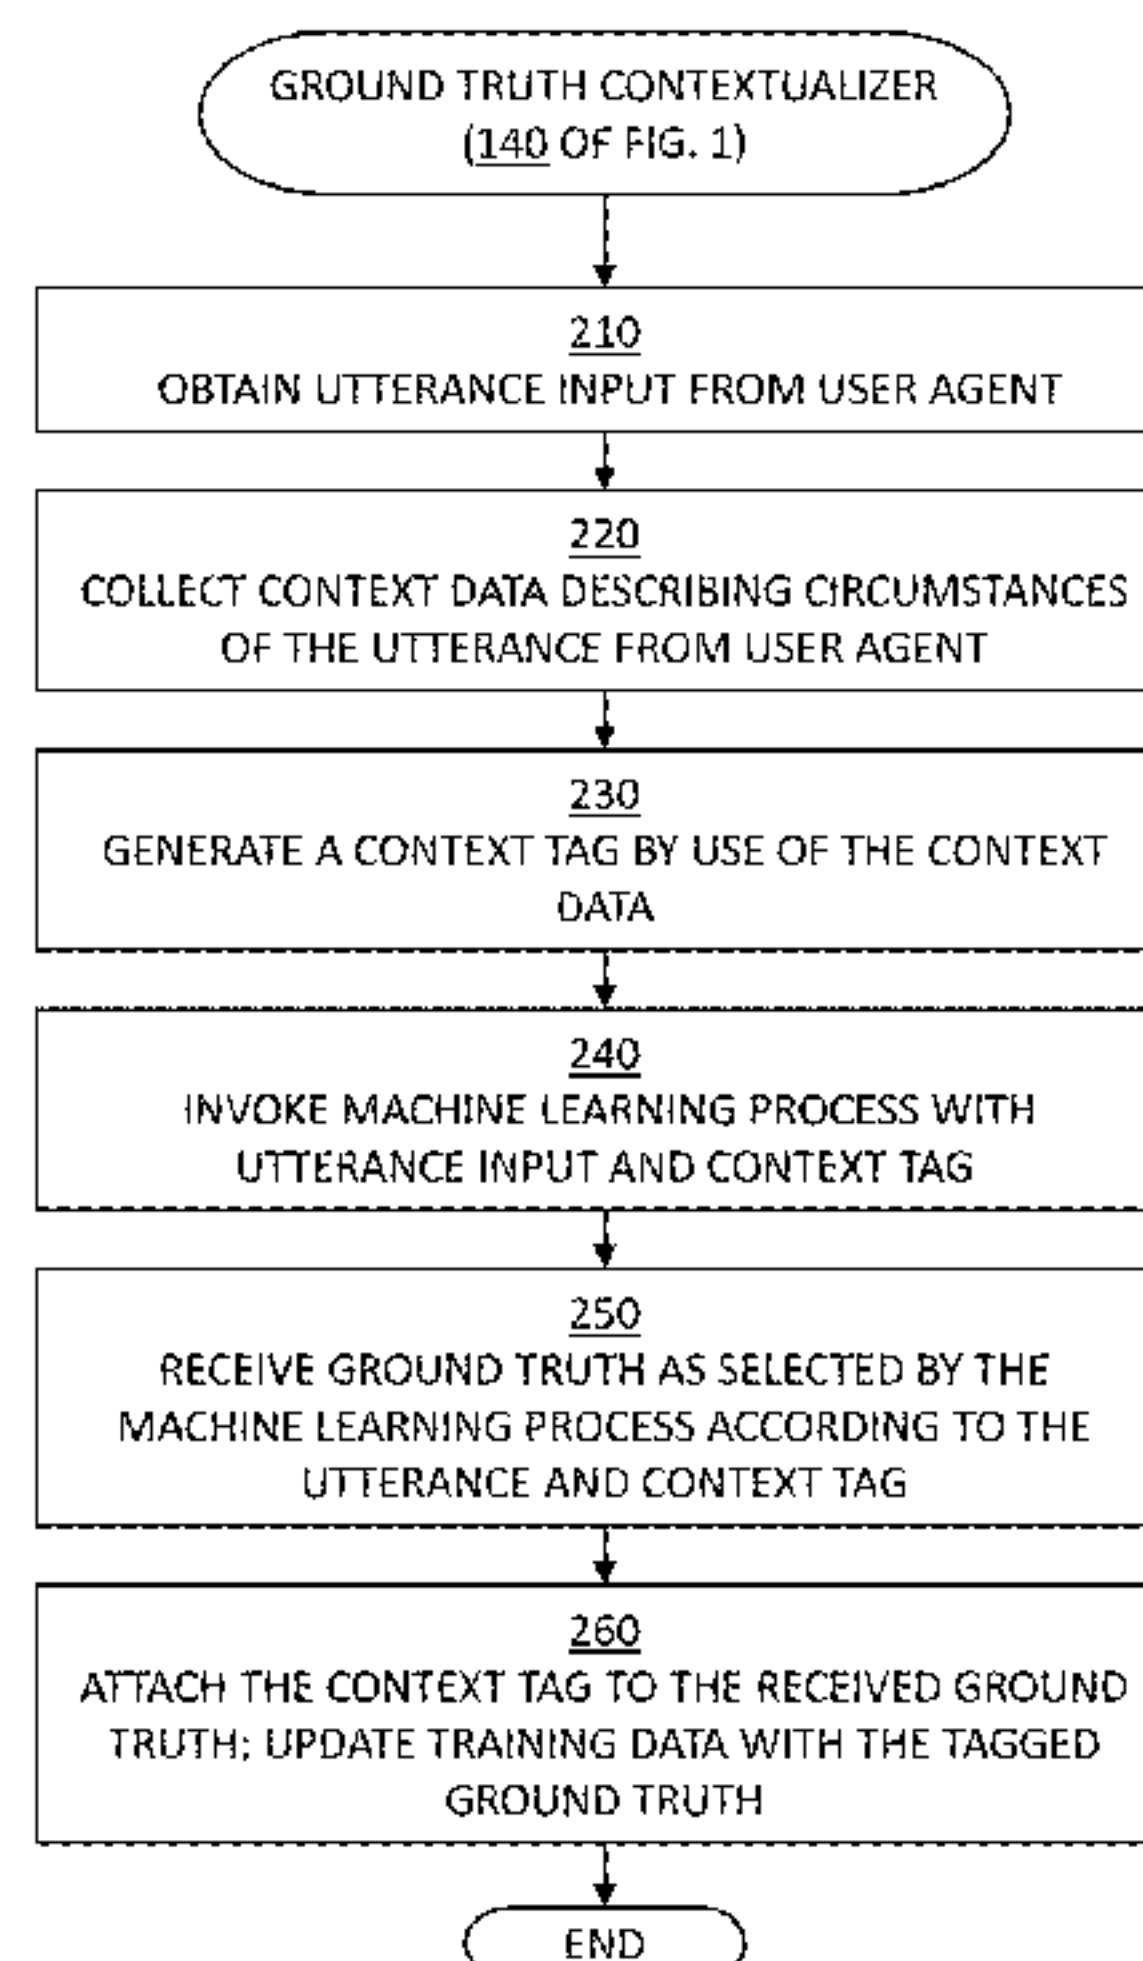 GROUND TRUTH CONTEXTUALIZER
(140 OF FIG. 1)
210
OBTAIN UTTERANCE INPUT FROM USER AGENT
220
COLLECT CONTEXT DATA DESCRIBING CIRCUMSTANCES
OF THE UTTERANCE FROM USER AGENT
230
GENERATE A CONTEXT TAG BY USE OF THE CONTEXT
DATA
240
INVOKE MACHINE LEARNING PROCESS WITH
UTTERANCE INPUT AND CONTEXT TAG
250
RECEIVE GROUND TRUTH AS SELECTED BY THE
MACHINE LEARNING PROCESS ACCORDING TO THE
UTTERANCE AND CONTEXT TAG
260
ATTACH THE CONTEXT TAG TO THE RECEIVED GROUND
TRUTH; UPDATE TRAINING DATA WITH THE TAGGED
GROUND TRUTH
END